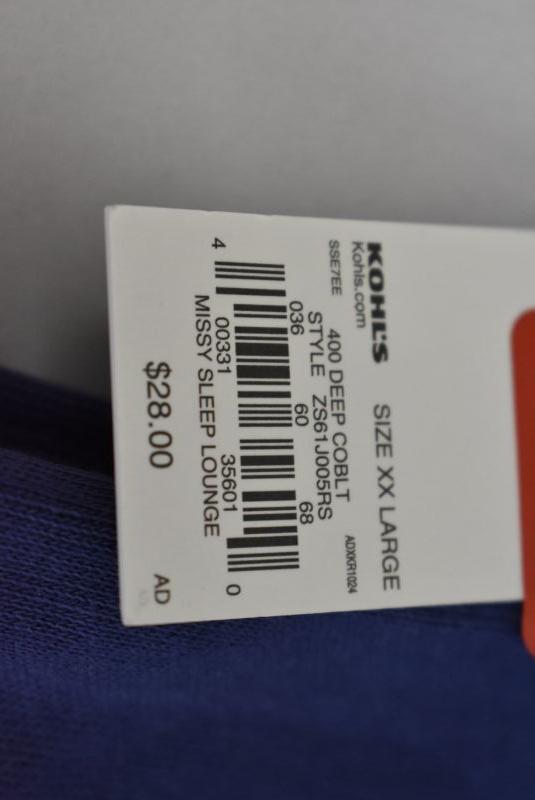 KOHL'S SIZE XX LARGE
Kohls.com
400 DEEP COBLT ADXKR1024
SSE7EE STYLE ZS61J005RS
036 60 68
4 00331 35601 0
MISSY SLEEP LOUNGE
$28.00 AD